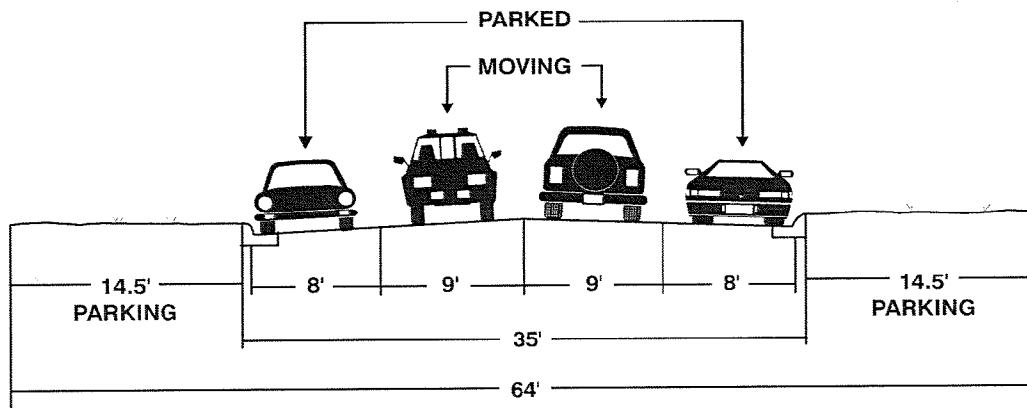 PARKED
MOVING
14.5' 8' 9' 9' 8' 14.5'
PARKING PARKING
35'
64'